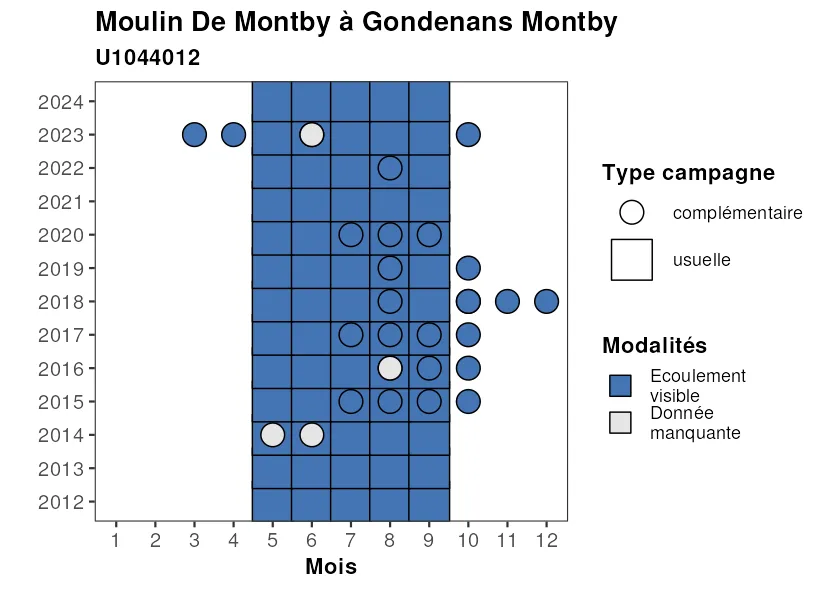 Moulin De Montby à Gondenans Montby
U1044012
2024
2023
2022
2021
2020
2019
2018
2017
2016
2015
2014
2013
2012
1 2 3 4 5 6 7 8 9 10 11 12
Mois
Type campagne
complémentaire
usuelle
Modalités
Ecoulement
visible
Donnée
manquante